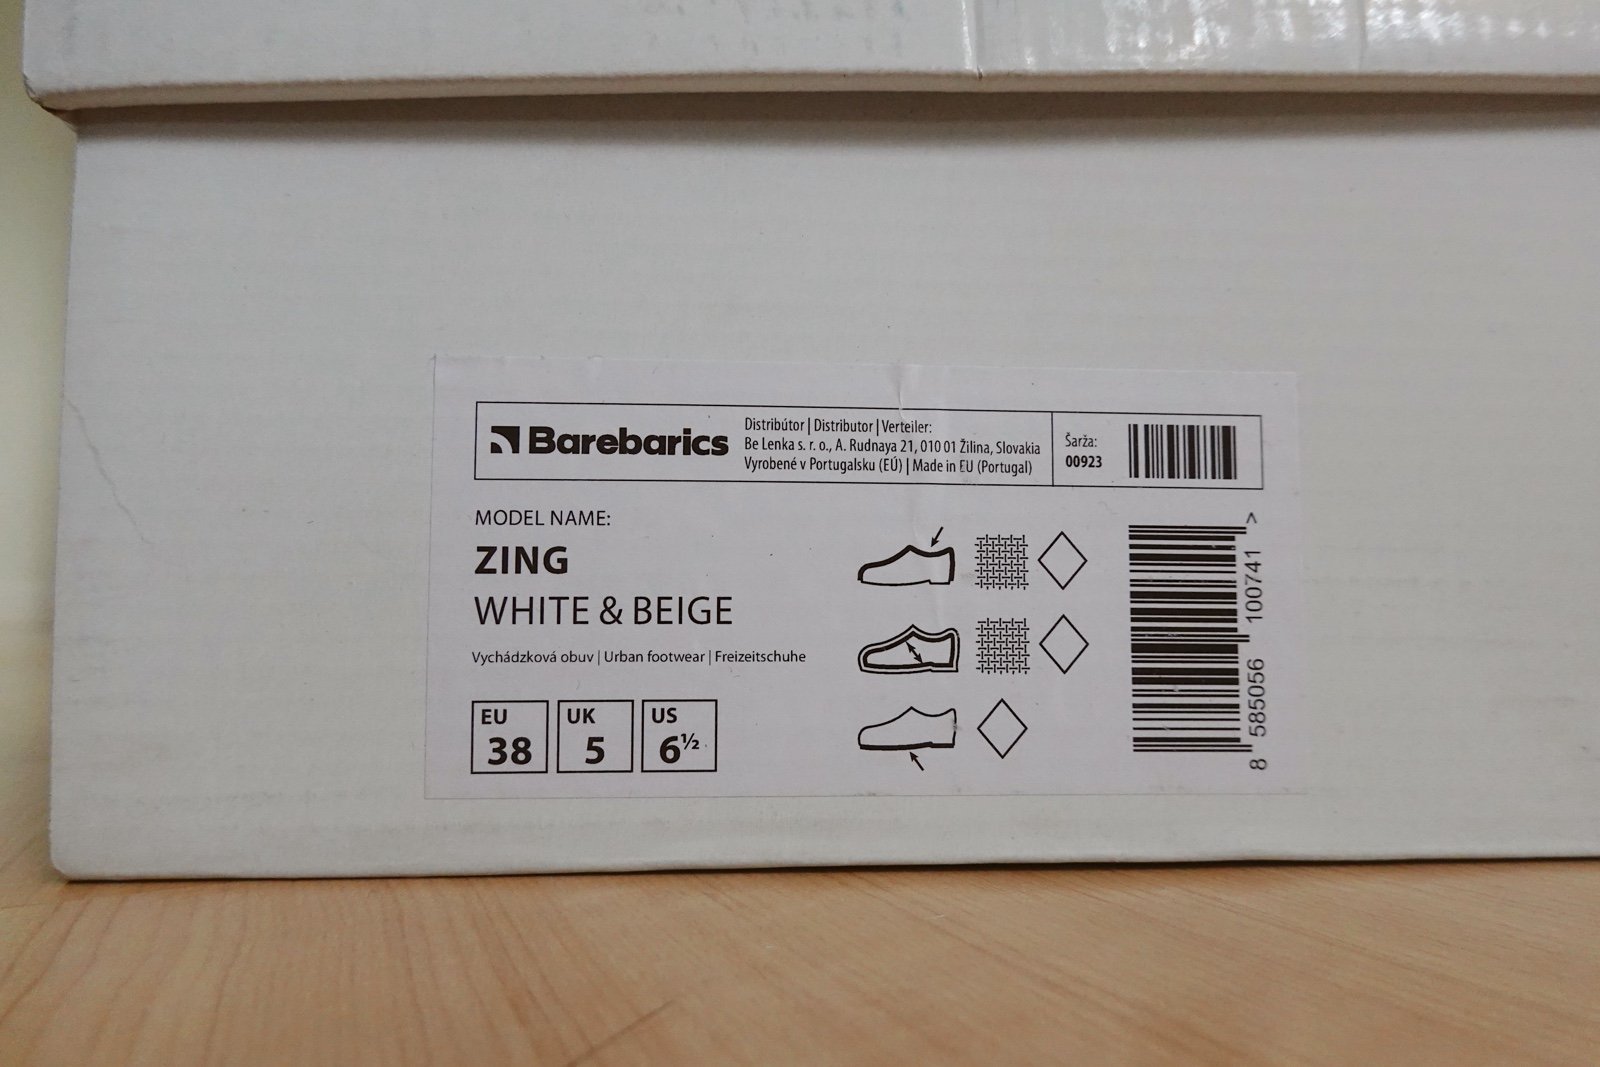 Barebarics
Distribútor | Distributor | Verteiler:
Be Lenka s. r. o., A. Rudnaya 21, 010 01 Žilina, Slovakia
Vyrobené v Portugalsku (EÚ) | Made in EU (Portugal)
Šarža:
00923
MODEL NAME:
ZING
WHITE & BEIGE
Vychádzková obuv | Urban footwear | Freizeitschuhe
EU
38
UK
5
US
6½
8 585056 100741 >